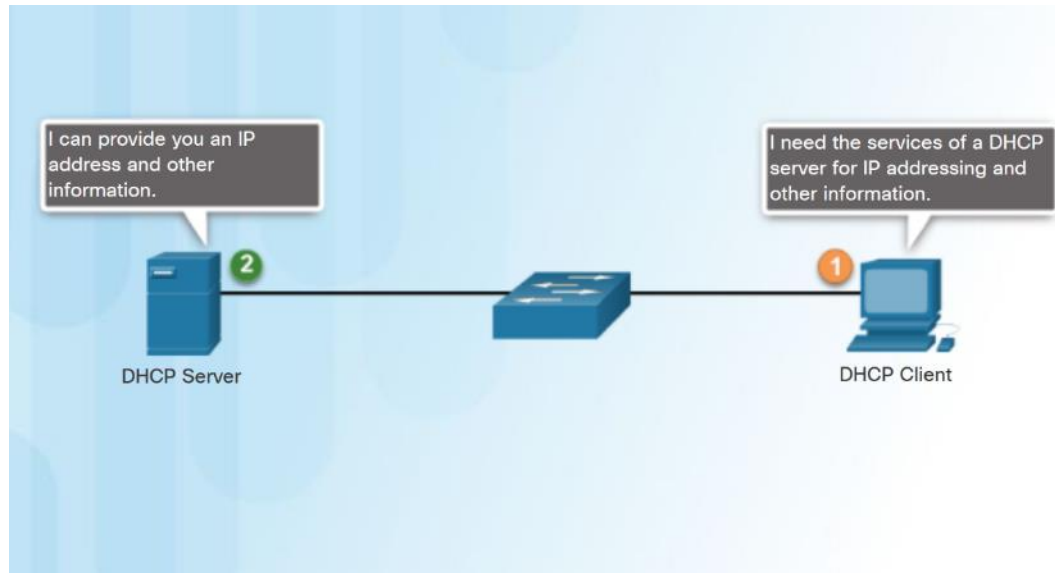 I can provide you an IP
address and other
information.
I need the services of a DHCP
server for IP addressing and
other information.
2
1
DHCP Server
DHCP Client